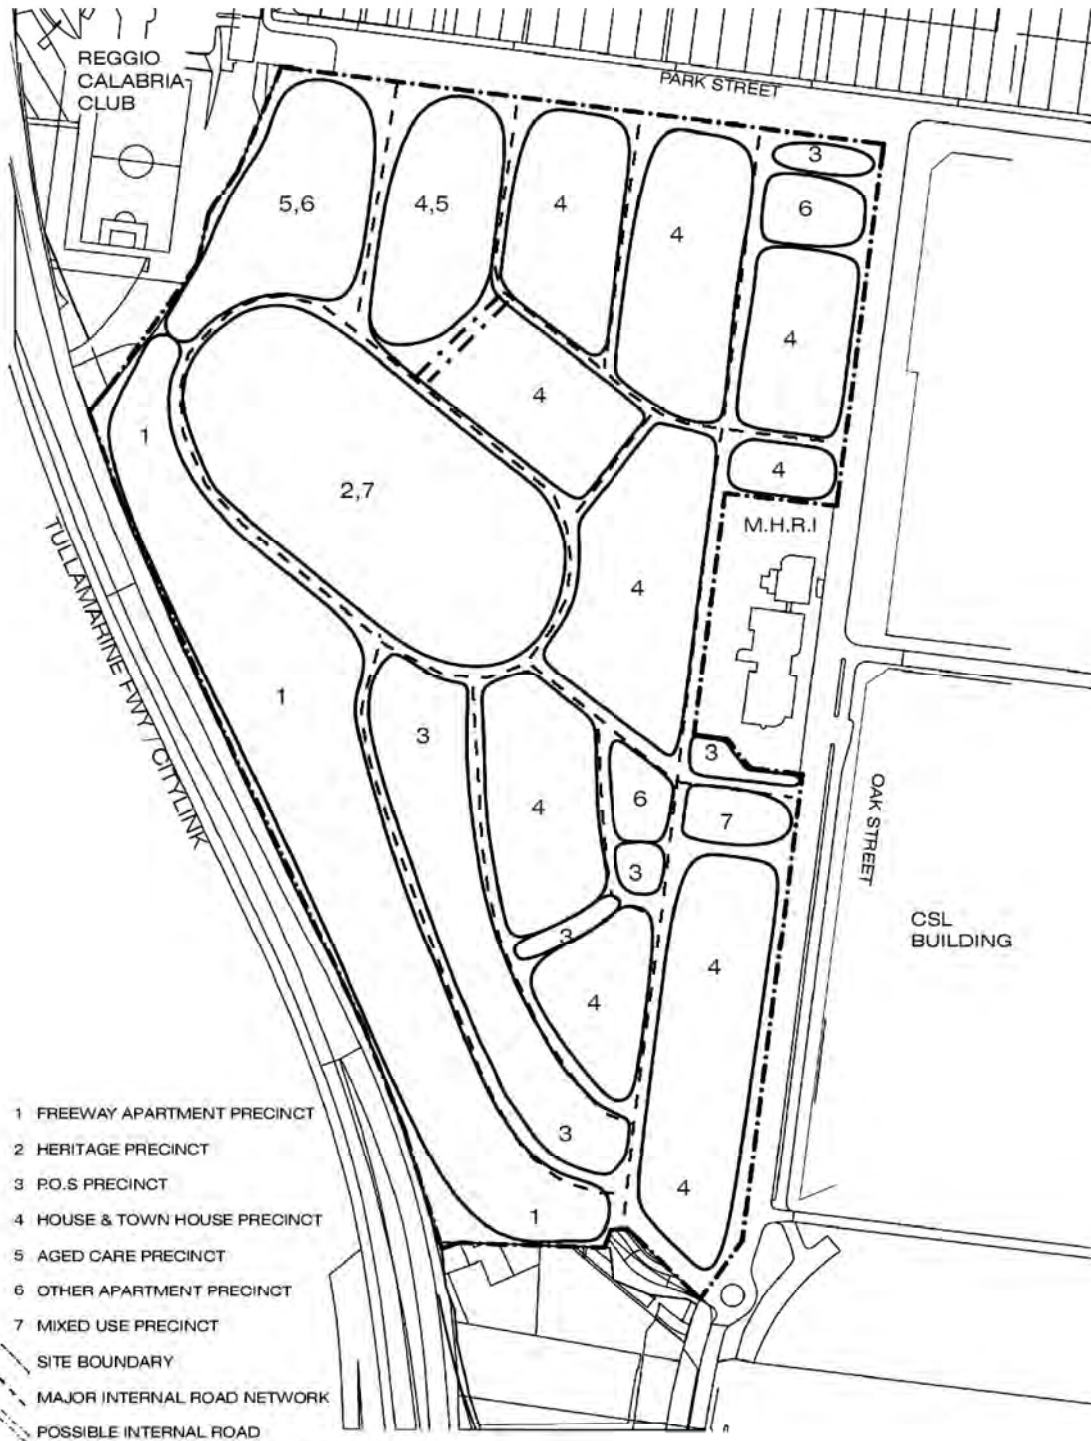 REGGIO
CALABRIA
CLUB
PARK STREET
3
5,6
4,5
4
6
4
4
4
1
4
2,7
M.H.R.I
4
TULLAMARINE FWY / CITYLINK
1
3
3
6
4
7
OAK STREET
3
CSL
BUILDING
3
4
4
3
4
1
1 FREEWAY APARTMENT PRECINCT
2 HERITAGE PRECINCT
3 P.O.S PRECINCT
4 HOUSE & TOWN HOUSE PRECINCT
5 AGED CARE PRECINCT
6 OTHER APARTMENT PRECINCT
7 MIXED USE PRECINCT
SITE BOUNDARY
MAJOR INTERNAL ROAD NETWORK
POSSIBLE INTERNAL ROAD